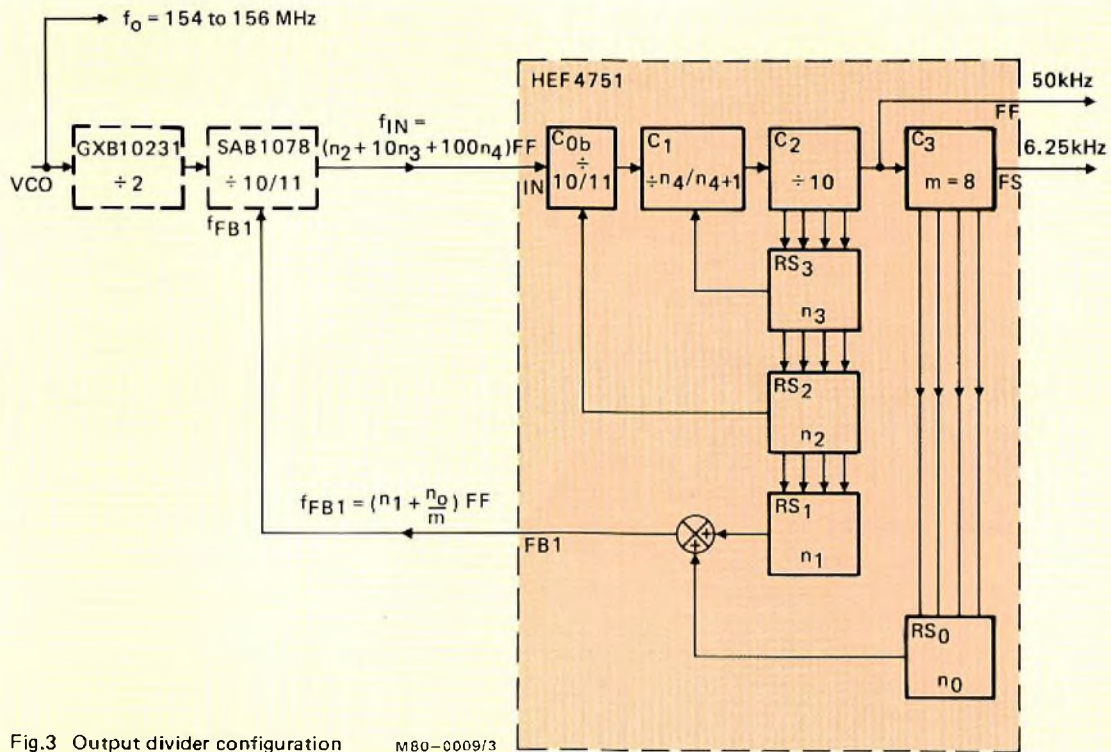 fo = 154 to 156 MHz
HEF4751
50kHz
FF
6.25kHz
FS
GXB10231
÷ 2
SAB1078
÷ 10/11
fIN =
(n2 + 10n3 + 100n4)FF
VCO
fFB1
IN
C0b
÷
10/11
C1
÷n4/n4+1
C2
÷ 10
C3
m = 8
RS3
n3
RS2
n2
RS1
n1
fFB1 = (n1 + no/m) FF
FB1
+
+
RS0
n0
Fig.3 Output divider configuration
M80-0009/3